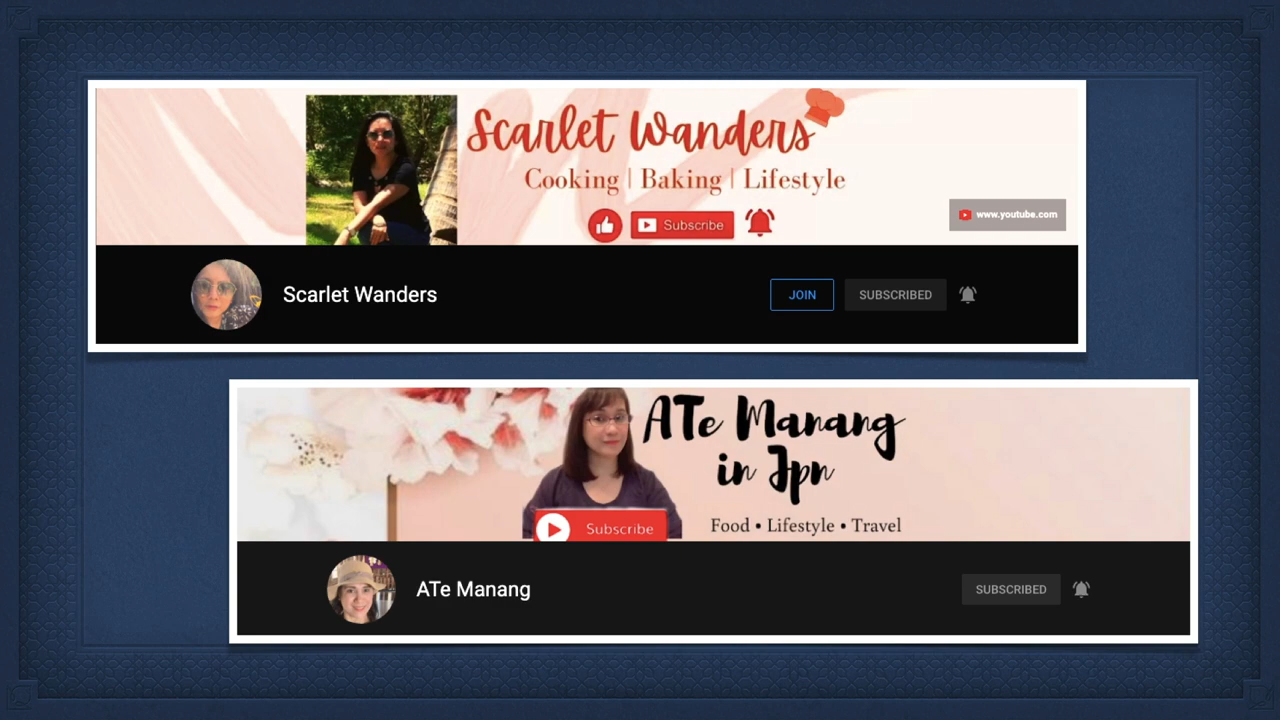 Scarlet Wanders
Cooking | Baking | Lifestyle
Subscribe
www.youtube.com
Scarlet Wanders
JOIN
SUBSCRIBED
ATe Manang
in Jpn
Subscribe
Food • Lifestyle • Travel
ATe Manang
SUBSCRIBED